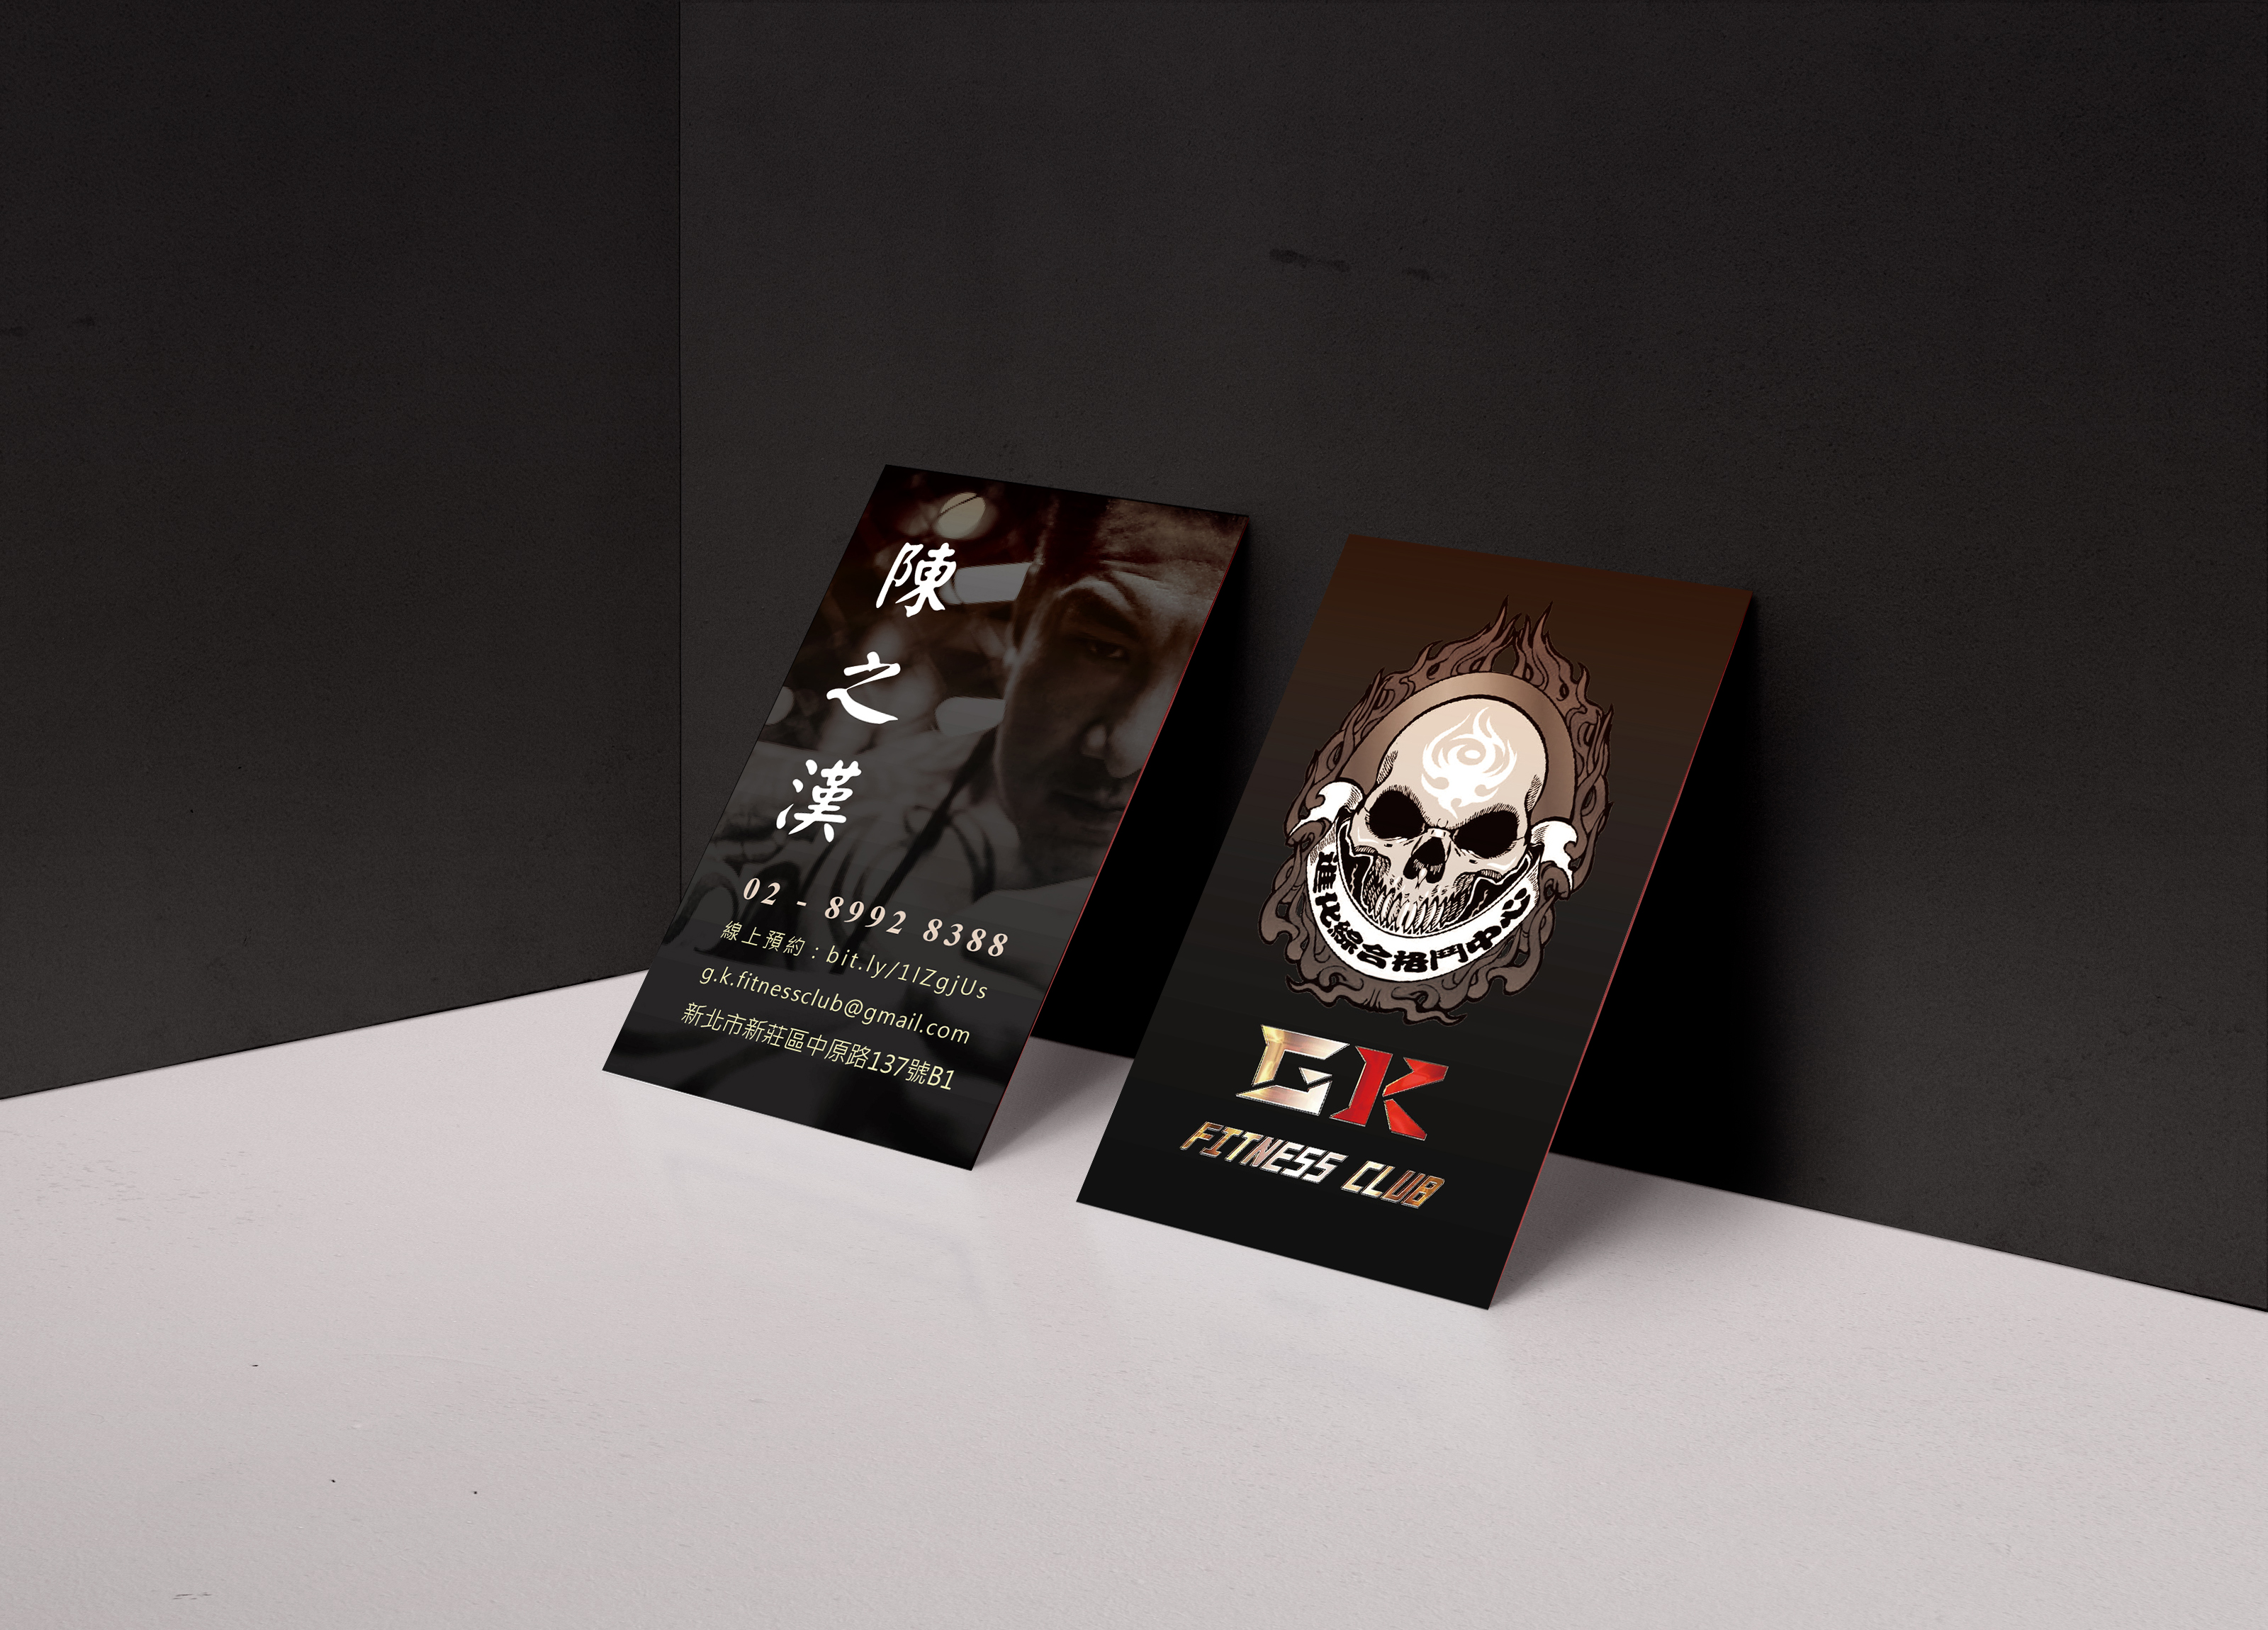 陳之漢
02 - 8992 8388
線上預約：bit.ly/1IZgjUs
g.k.fitnessclub@gmail.com
新北市新莊區中原路137號B1
進化綜合格鬥中心
GK
FITNESS CLUB